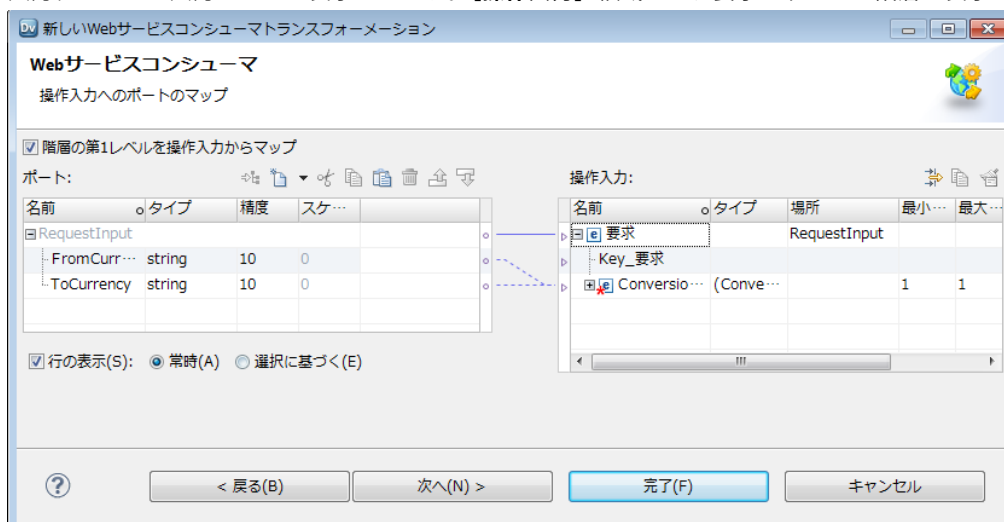 Dv 新しいWebサービスコンシューマトランスフォーメーション
Webサービスコンシューマ
操作入力へのポートのマップ
階層の第1レベルを操作入力からマップ
ポート: 操作入力:
名前 タイプ 精度 スケ… 名前 タイプ 場所 最小… 最大…
RequestInput e 要求 RequestInput
FromCurr… string 10 0 Key_要求
ToCurrency string 10 0 e Conversio… (Conve… 1 1
行の表示(S): 常時(A) 選択に基づく(E)
< 戻る(B) 次へ(N) > 完了(F) キャンセル